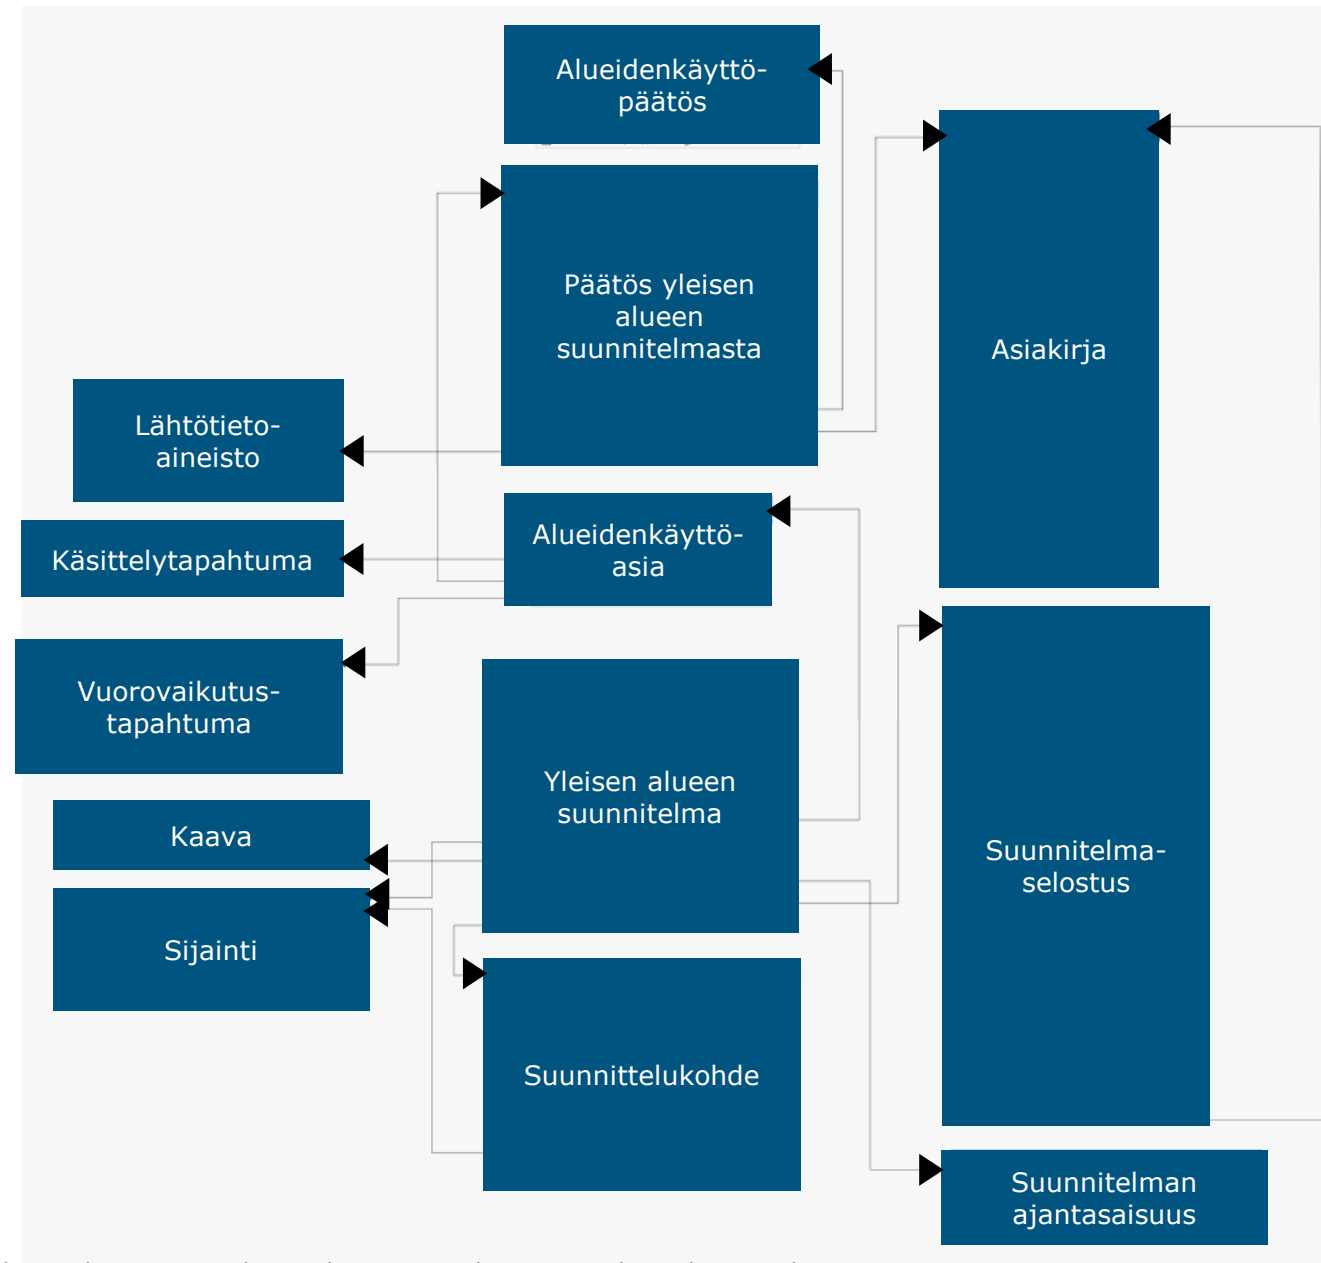 Alueidenkäyttö-
päätös
Päätös yleisen
alueen
suunnitelmasta
Asiakirja
Lähtötieto-
aineisto
Alueidenkäyttö-
asia
Käsittelytapahtuma
Vuorovaikutus-
tapahtuma
Yleisen alueen
suunnitelma
Kaava
Suunnitelma-
selostus
Sijainti
Suunnittelukohde
Suunnitelman
ajantasaisuus